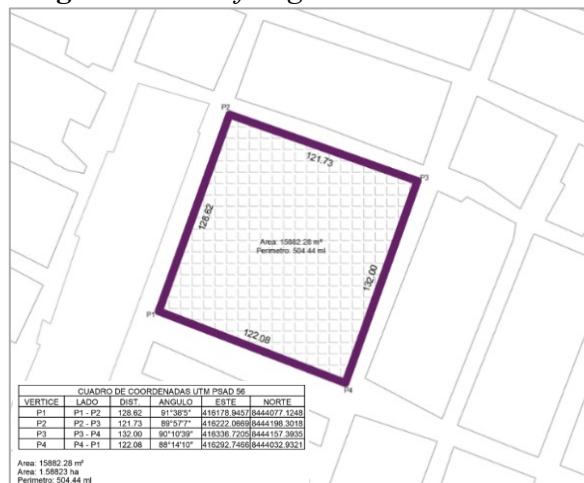 P2
121.73
P3
128.62
Area: 15882.28 m²
Perimetro: 504.44 ml
132.00
P1
122.08
P4
CUADRO DE COORDENADAS UTM PSAD 56
VERTICE LADO DIST. ANGULO ESTE NORTE
P1 P1 - P2 128.62 91°38'5" 416178.9457 8444077.1248
P2 P2 - P3 121.73 89°57'7" 416222.0669 8444198.3018
P3 P3 - P4 132.00 90°10'39" 416336.7205 8444157.3935
P4 P4 - P1 122.08 88°14'10" 416292.7466 8444032.9321
Area: 15882.28 m²
Area: 1.58823 ha
Perimetro: 504.44 ml